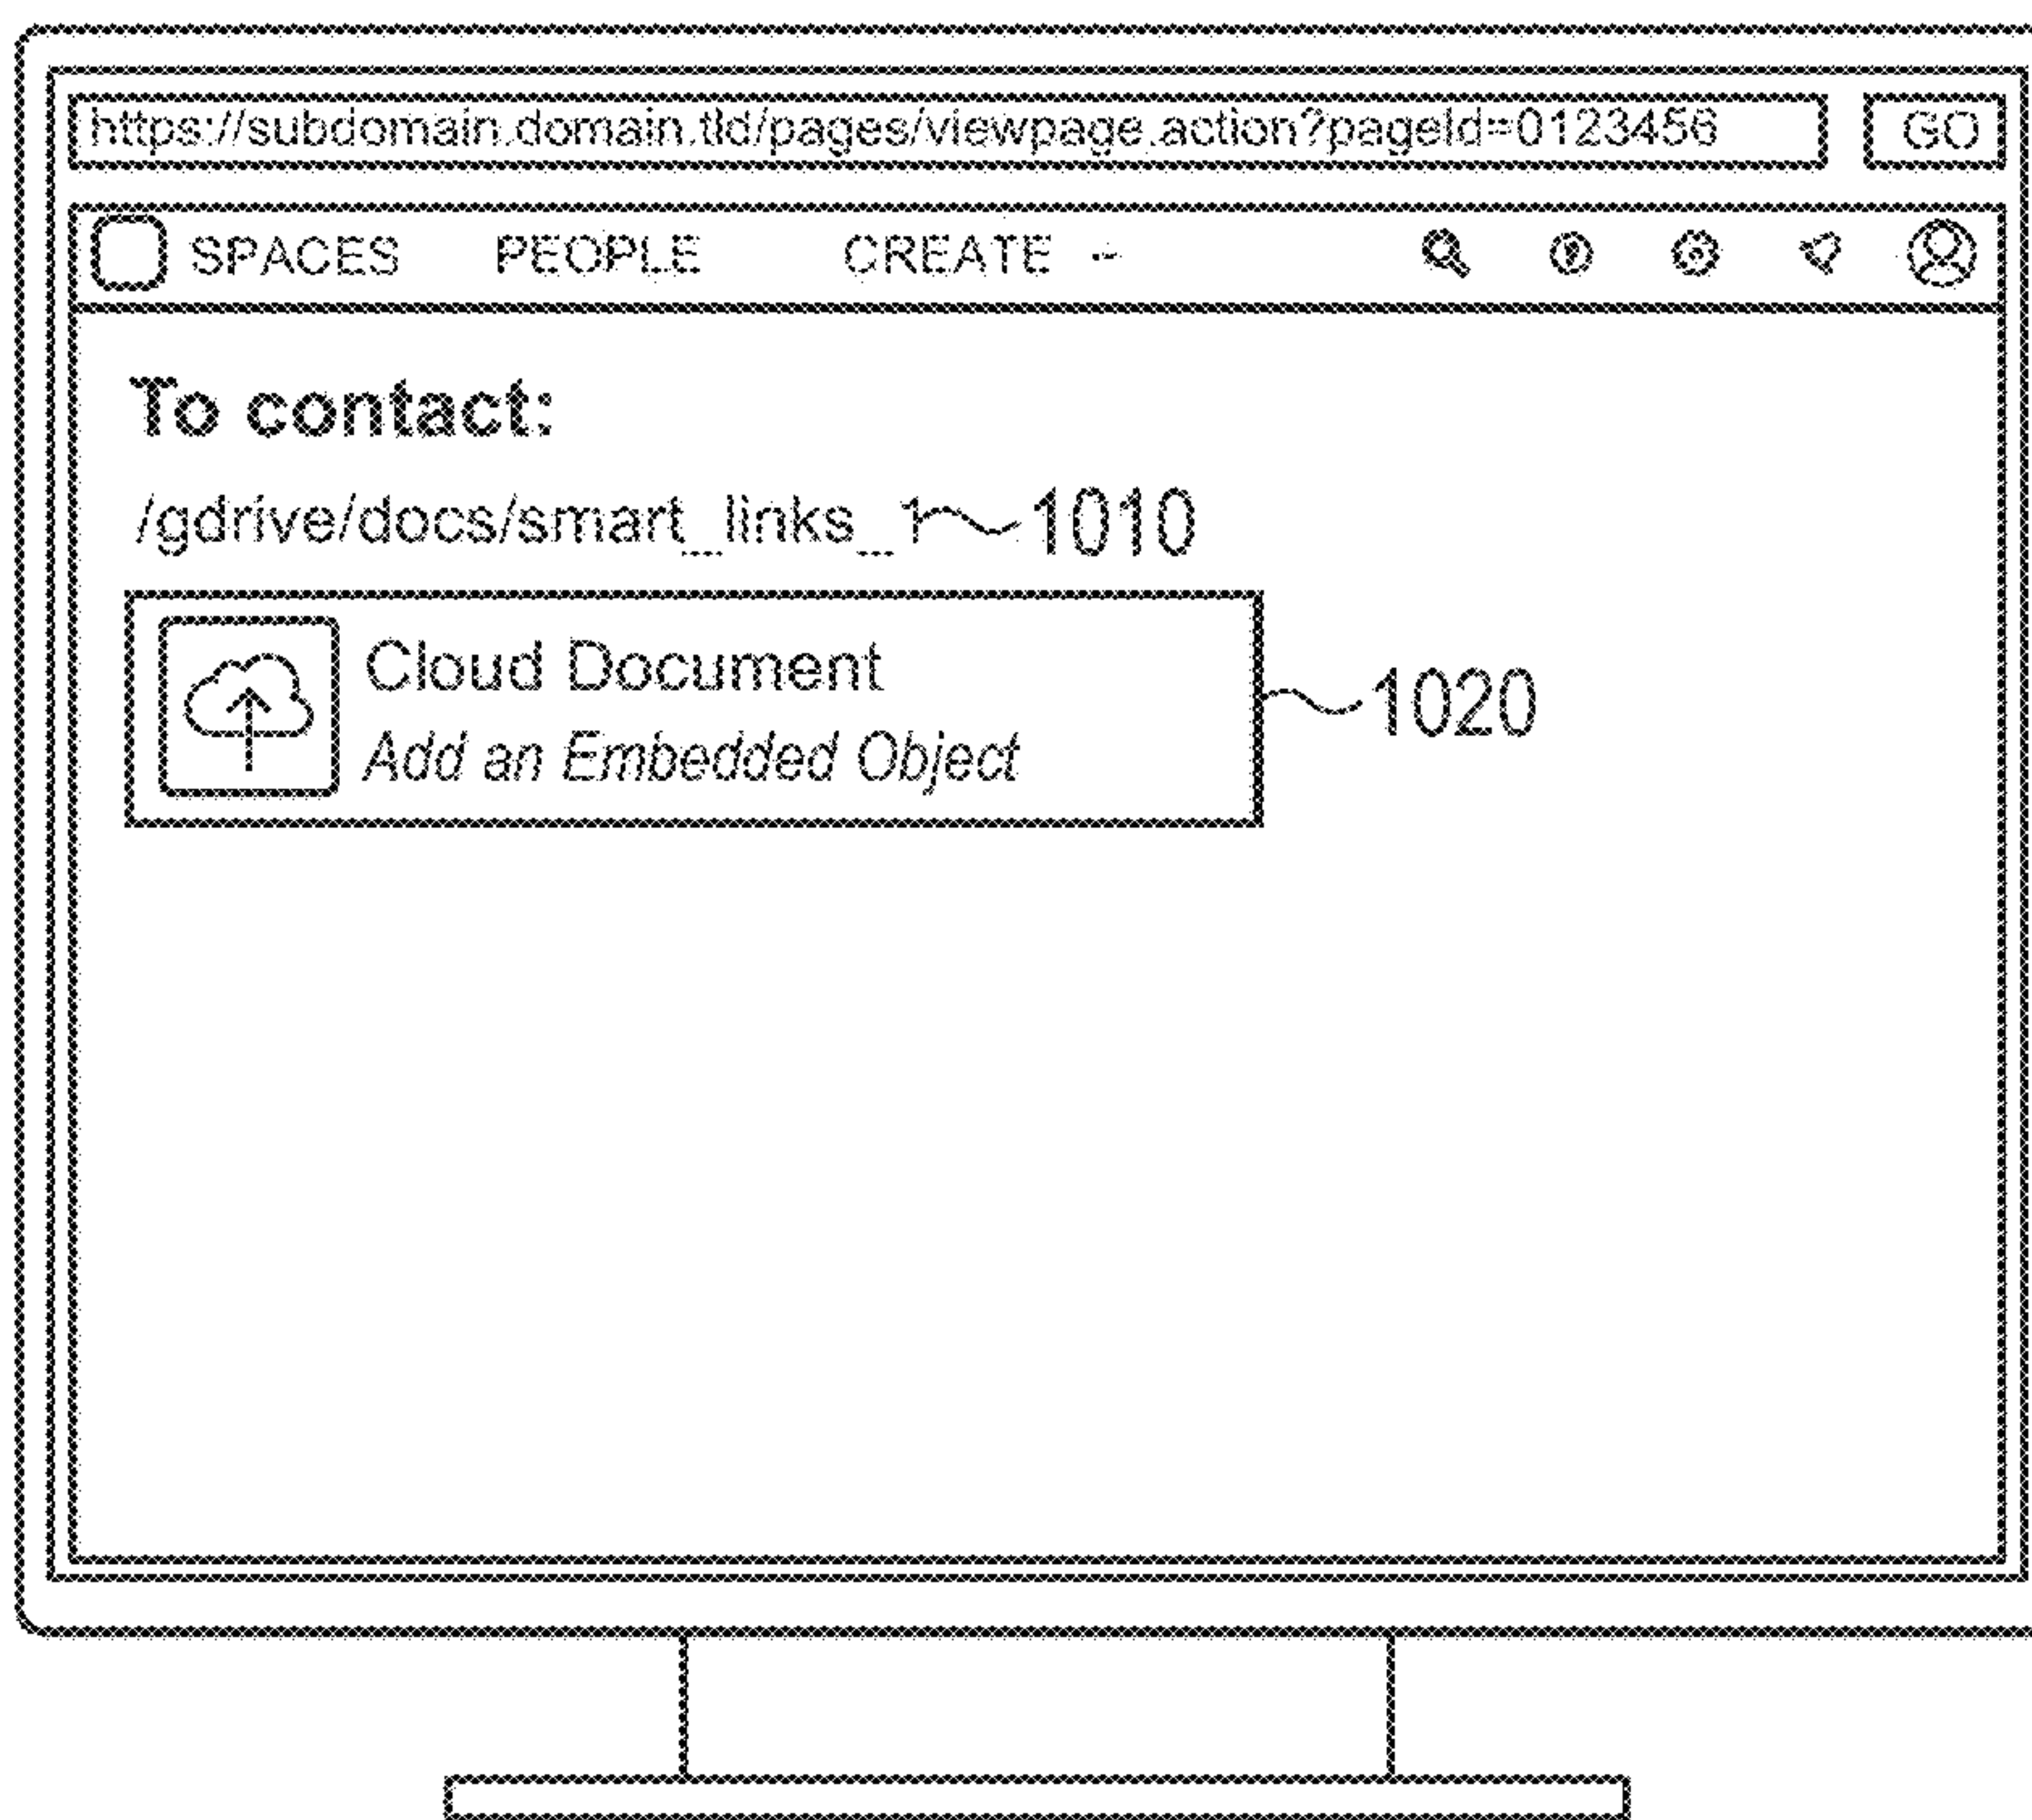 https://subdomain.domain.tld/pages/viewpage.action?pageId=0123456 GO
SPACES PEOPLE CREATE
To contact:
/gdrive/docs/smart_links_1 1010
Cloud Document
Add an Embedded Object
1020